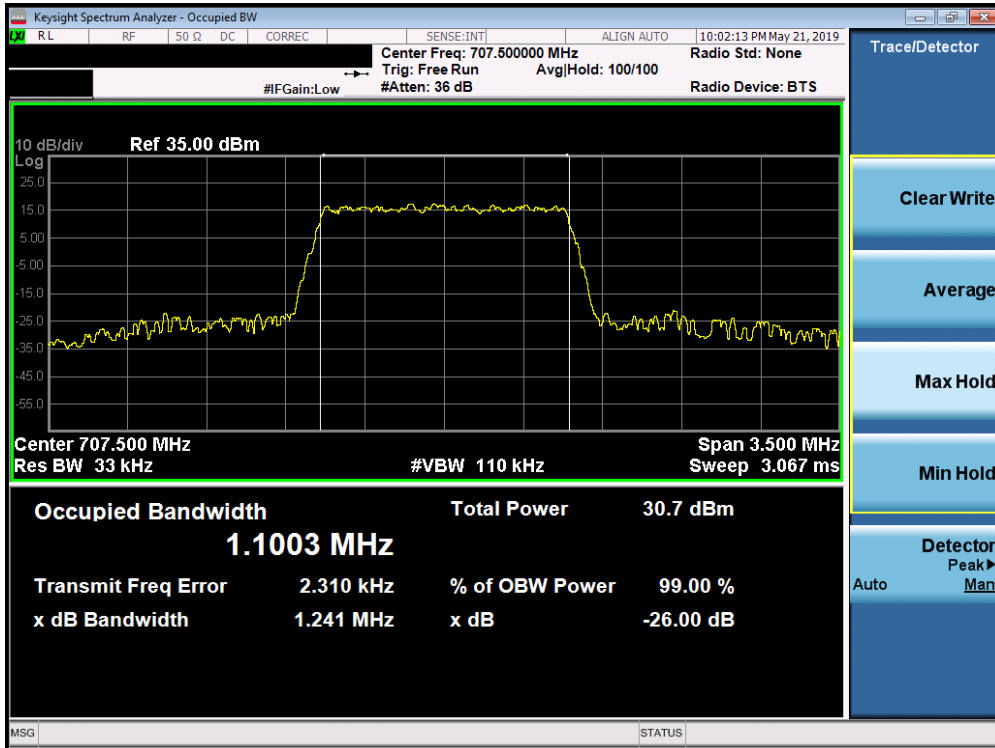 Keysight Spectrum Analyzer - Occupied BW
LXI RL RF 50 Ω DC CORREC SENSE:INT ALIGN AUTO 10:02:13 PM May 21, 2019
Center Freq: 707.500000 MHz Radio Std: None
Trig: Free Run Avg|Hold: 100/100
#IFGain:Low #Atten: 36 dB Radio Device: BTS
10 dB/div Ref 35.00 dBm
Log
25.0
15.0
5.00
-5.00
-15.0
-25.0
-35.0
-45.0
-55.0
Center 707.500 MHz Span 3.500 MHz
Res BW 33 kHz #VBW 110 kHz Sweep 3.067 ms
Occupied Bandwidth Total Power 30.7 dBm
1.1003 MHz
Transmit Freq Error 2.310 kHz % of OBW Power 99.00 %
x dB Bandwidth 1.241 MHz x dB -26.00 dB
MSG STATUS
Trace/Detector
Clear Write
Average
Max Hold
Min Hold
Detector
Peak▶
Auto Man